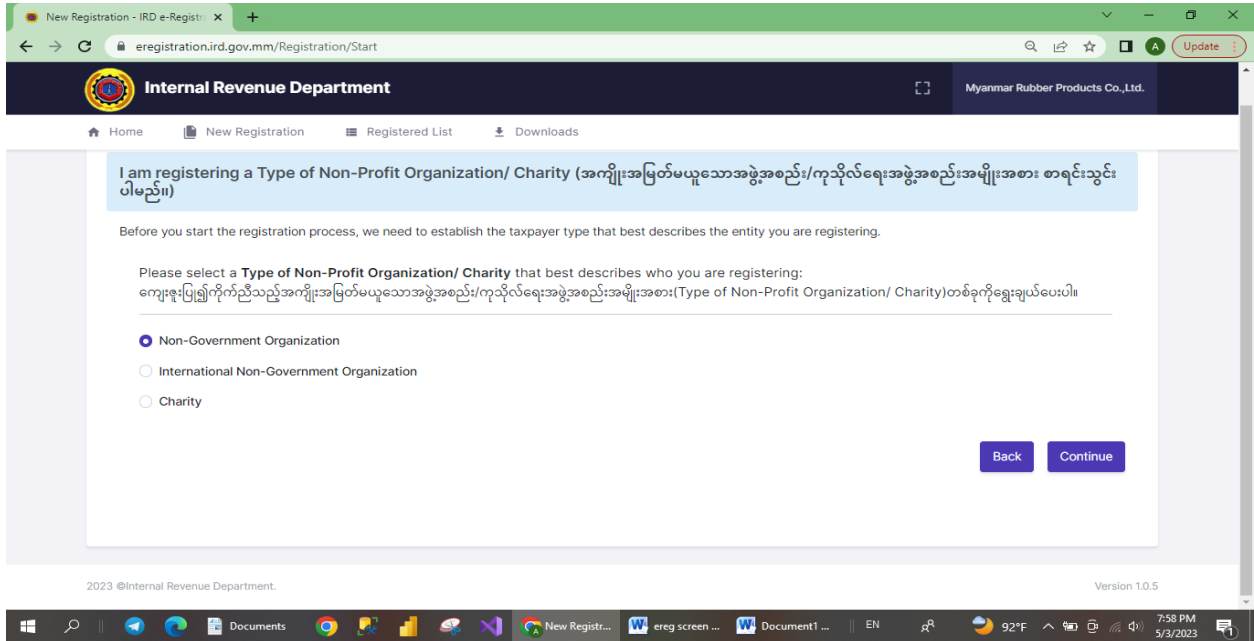 New Registration - IRD e-Registr
eregistration.ird.gov.mm/Registration/Start
A
Update
Internal Revenue Department
Myanmar Rubber Products Co.,Ltd.
Home
New Registration
Registered List
Downloads
I am registering a Type of Non-Profit Organization/ Charity (အကျိုးအမြတ်မယူသောအဖွဲ့အစည်း/ကုသိုလ်ရေးအဖွဲ့အစည်းအမျိုးအစား စာရင်းသွင်း
ပါမည်။)
Before you start the registration process, we need to establish the taxpayer type that best describes the entity you are registering.
Please select a Type of Non-Profit Organization/ Charity that best describes who you are registering:
ကျေးဇူးပြု၍ကိုက်ညီသည့်အကျိုးအမြတ်မယူသောအဖွဲ့အစည်း/ကုသိုလ်ရေးအဖွဲ့အစည်းအမျိုးအစား(Type of Non-Profit Organization/ Charity)တစ်ခုကိုရွေးချယ်ပေးပါ။
Non-Government Organization
International Non-Government Organization
Charity
Back
Continue
2023 ©Internal Revenue Department.
Version 1.0.5
Documents
New Registr...
ereg screen ...
Document1 ...
EN
92°F
7:58 PM
5/3/2023
1